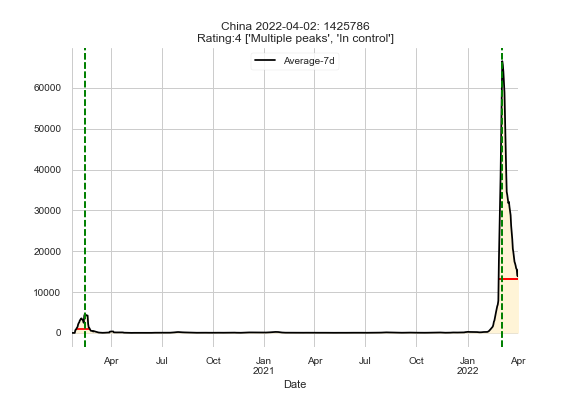 China 2022-04-02: 1425786
Rating:4 ['Multiple peaks', 'In control']
Average-7d
60000
50000
40000
30000
20000
10000
0
Apr Jul Oct Jan Apr Jul Oct Jan Apr
2021 2022
Date